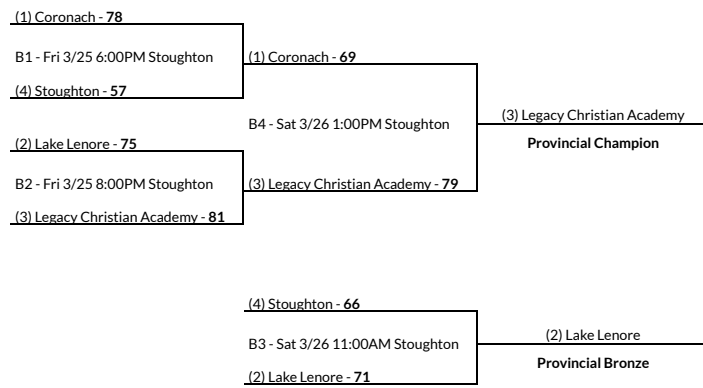 (1) Coronach - 78
B1 - Fri 3/25 6:00PM Stoughton
(4) Stoughton - 57
(1) Coronach - 69
B4 - Sat 3/26 1:00PM Stoughton
(3) Legacy Christian Academy
Provincial Champion
(2) Lake Lenore - 75
B2 - Fri 3/25 8:00PM Stoughton
(3) Legacy Christian Academy - 81
(3) Legacy Christian Academy - 79
(4) Stoughton - 66
B3 - Sat 3/26 11:00AM Stoughton
(2) Lake Lenore - 71
(2) Lake Lenore
Provincial Bronze